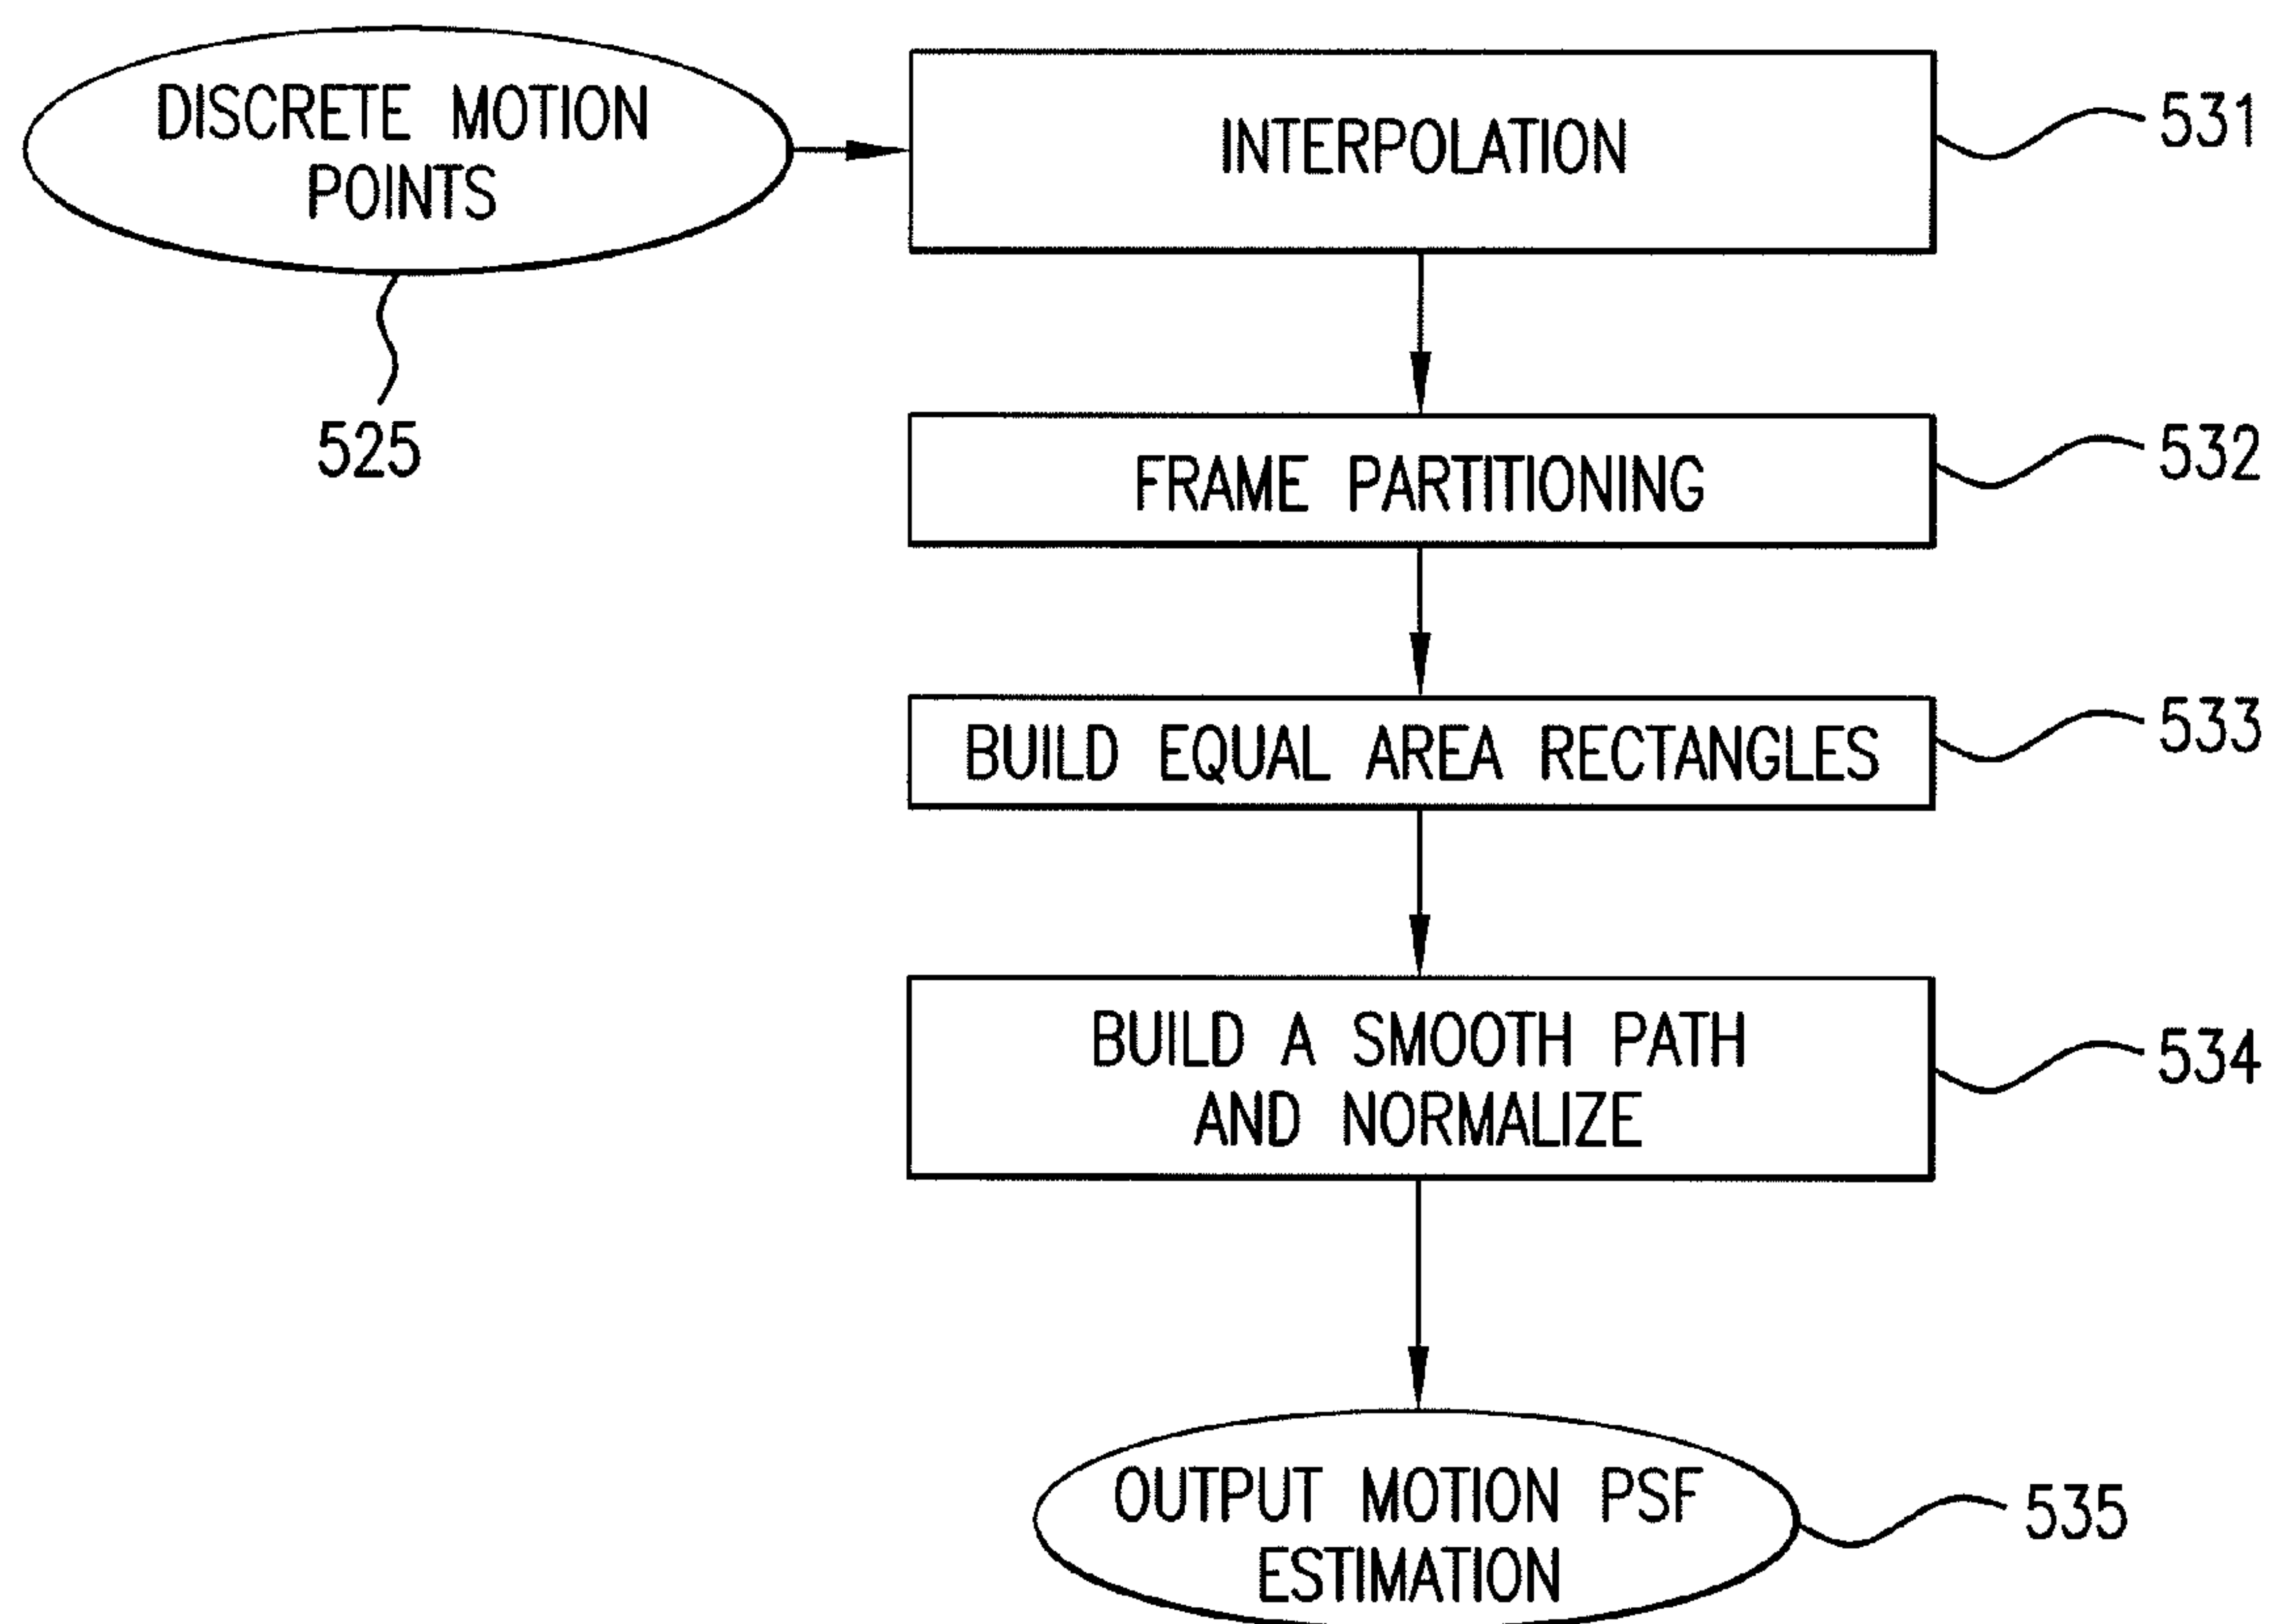 DISCRETE MOTION
POINTS
525
INTERPOLATION
531
FRAME PARTITIONING
532
BUILD EQUAL AREA RECTANGLES
533
BUILD A SMOOTH PATH
AND NORMALIZE
534
OUTPUT MOTION PSF
ESTIMATION
535